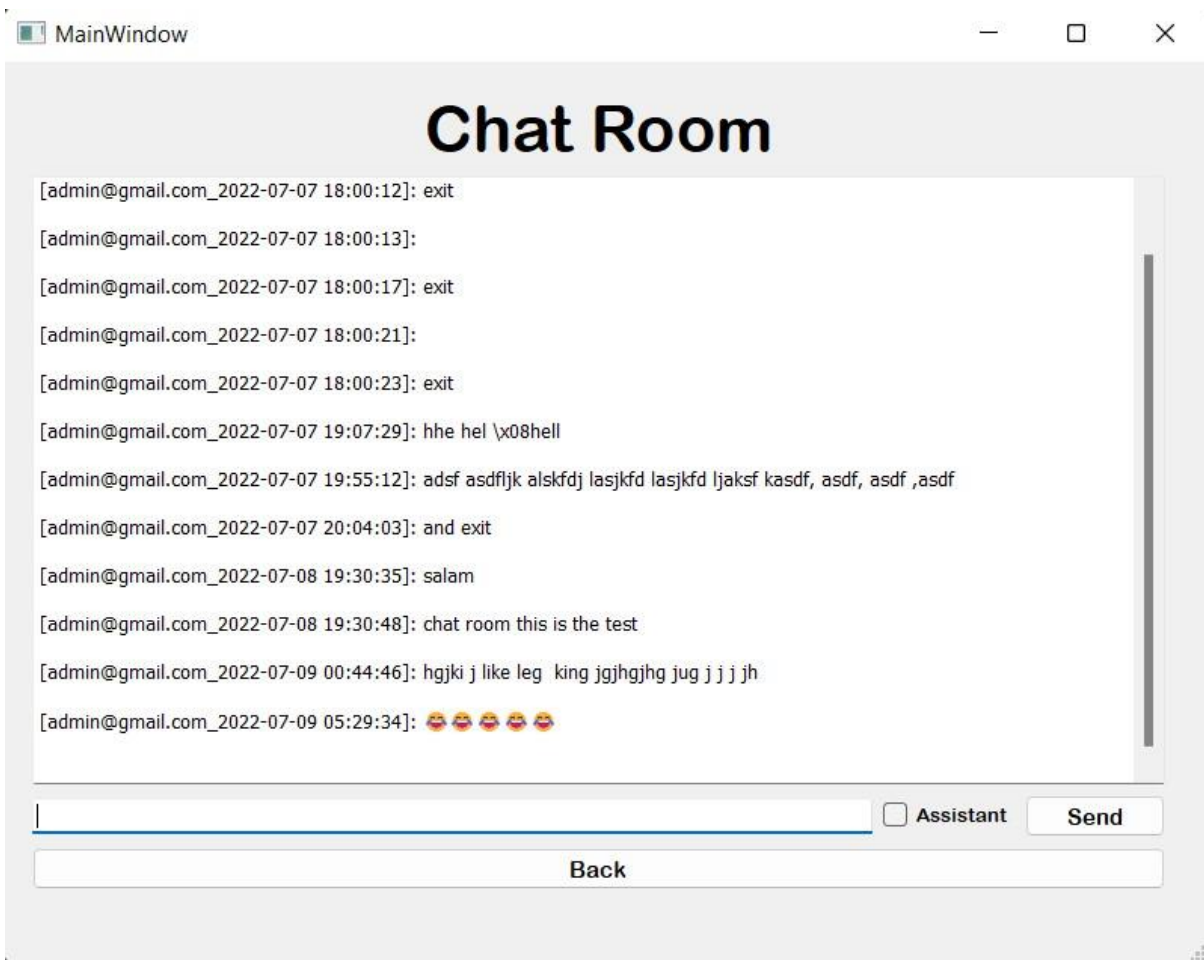 MainWindow
Chat Room
[admin@gmail.com_2022-07-07 18:00:12]: exit
[admin@gmail.com_2022-07-07 18:00:13]:
[admin@gmail.com_2022-07-07 18:00:17]: exit
[admin@gmail.com_2022-07-07 18:00:21]:
[admin@gmail.com_2022-07-07 18:00:23]: exit
[admin@gmail.com_2022-07-07 19:07:29]: hhe hel \x08hell
[admin@gmail.com_2022-07-07 19:55:12]: adsf asdfljk alskfdj lasjkfd lasjkfd ljaksf kasdf, asdf, asdf ,asdf
[admin@gmail.com_2022-07-07 20:04:03]: and exit
[admin@gmail.com_2022-07-08 19:30:35]: salam
[admin@gmail.com_2022-07-08 19:30:48]: chat room this is the test
[admin@gmail.com_2022-07-09 00:44:46]: hgjki j like leg  king jgjhgjhg jug j j j jh
[admin@gmail.com_2022-07-09 05:29:34]: 😂😂😂😂😂
Assistant Send
Back